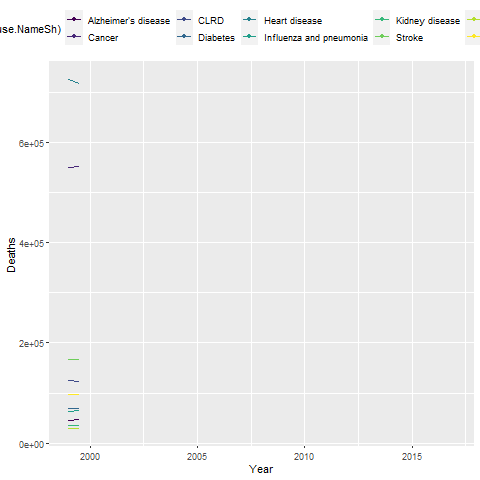 Alzheimer's disease CLRD Heart disease Kidney disease
use.NameSh)
Cancer Diabetes Influenza and pneumonia Stroke
6e+05
4e+05
Deaths
2e+05
0e+00
2000 2005 2010 2015
Year